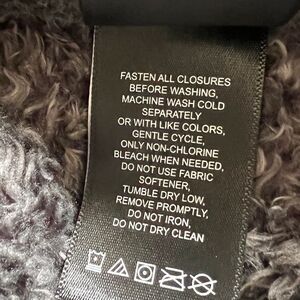 FASTEN ALL CLOSURES
BEFORE WASHING,
MACHINE WASH COLD
SEPARATELY
OR WITH LIKE COLORS,
GENTLE CYCLE,
ONLY NON-CHLORINE
BLEACH WHEN NEEDED,
DO NOT USE FABRIC
SOFTENER,
TUMBLE DRY LOW,
REMOVE PROMPTLY,
DO NOT IRON,
DO NOT DRY CLEAN